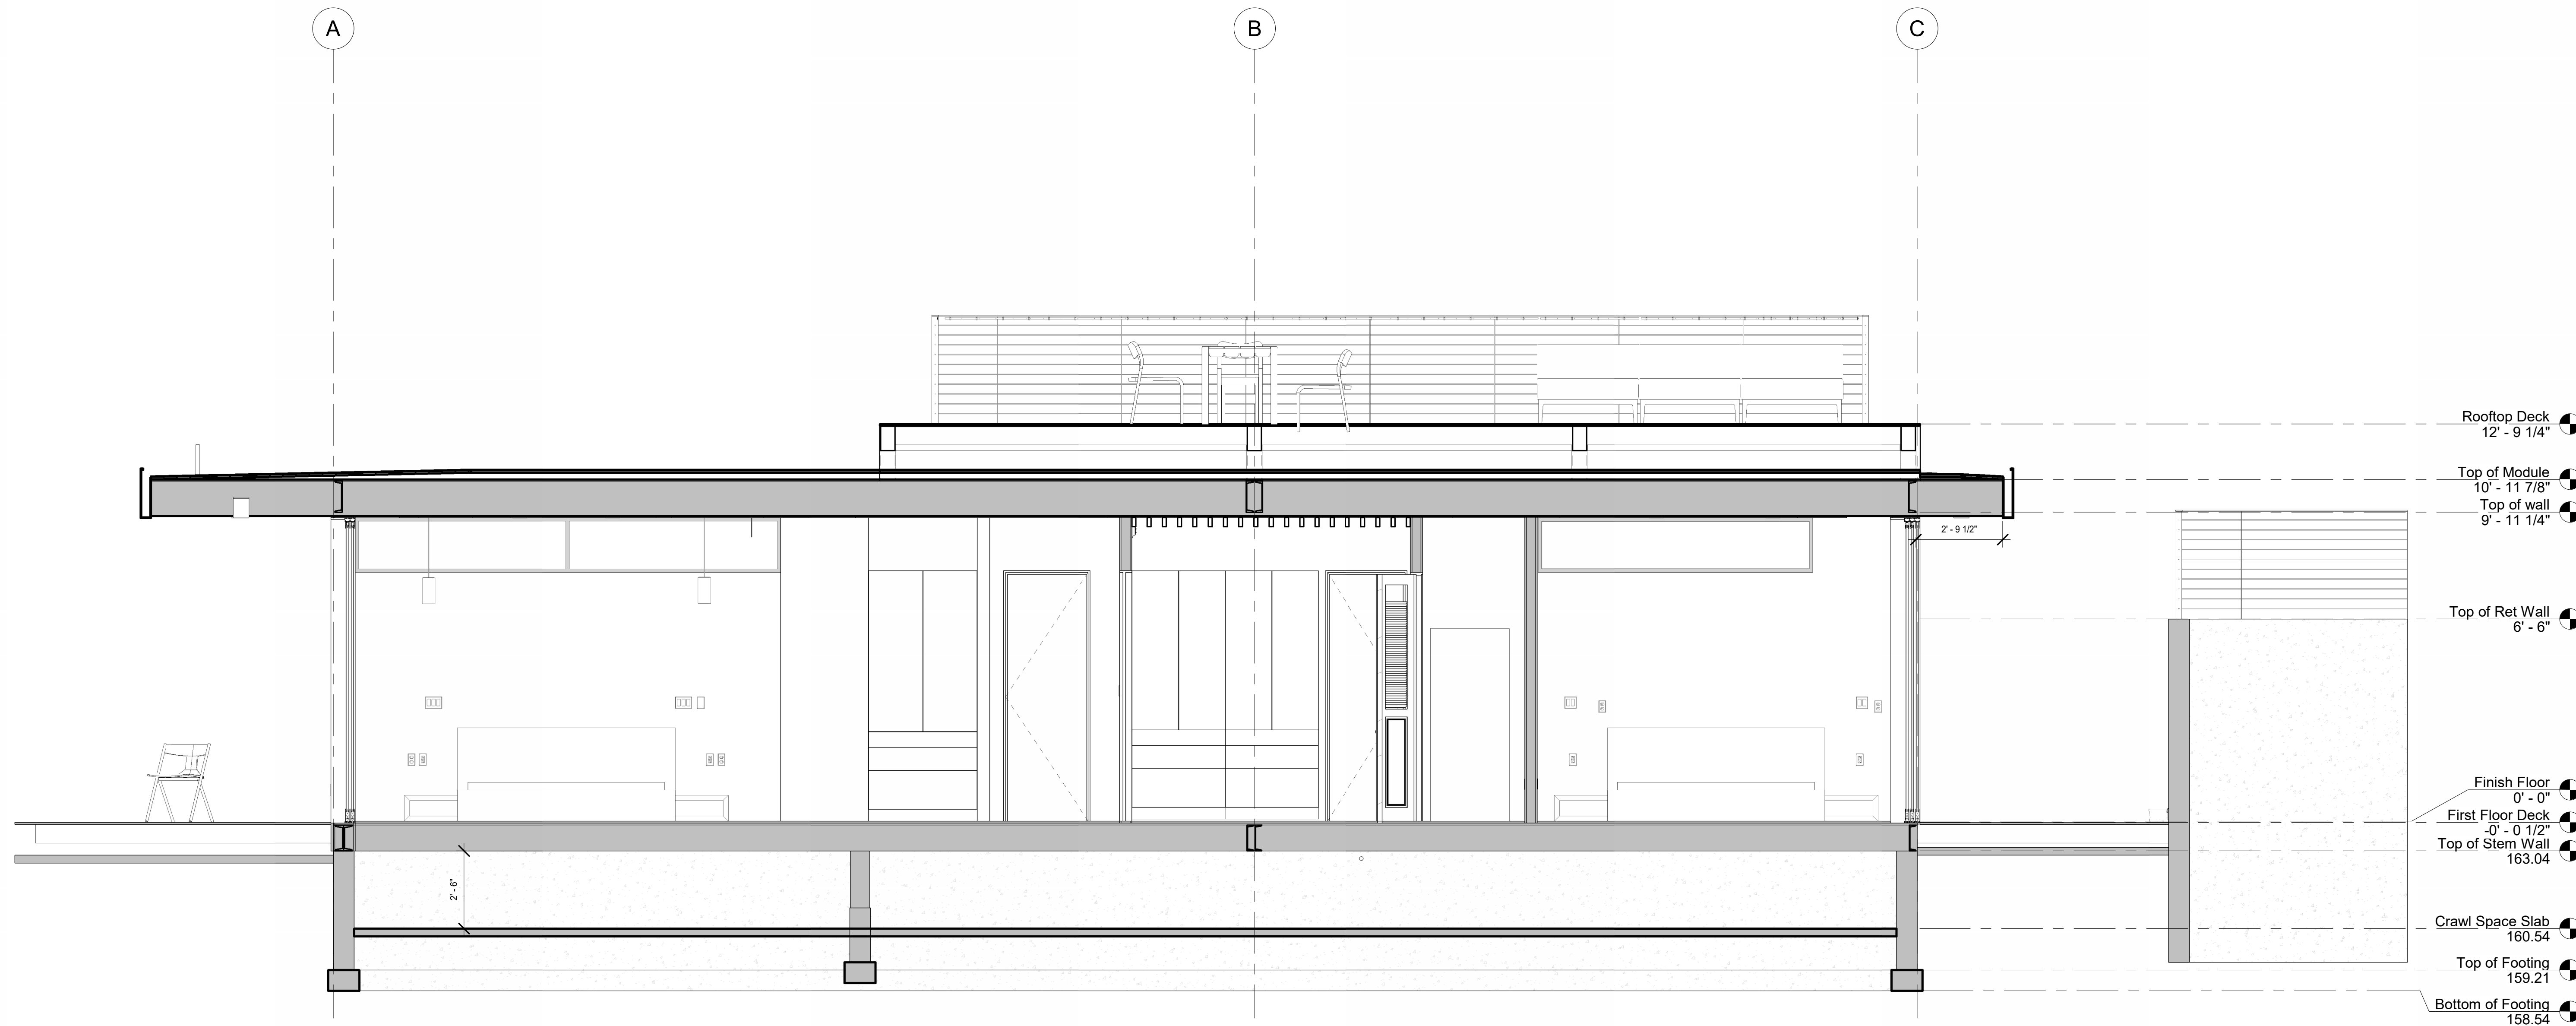 A
B
C
Rooftop Deck
12' - 9 1/4"
Top of Module
10' - 11 7/8"
Top of wall
9' - 11 1/4"
2' - 9 1/2"
Top of Ret Wall
6' - 6"
Finish Floor
0' - 0"
First Floor Deck
-0' - 0 1/2"
Top of Stem Wall
163.04
2' - 6"
Crawl Space Slab
160.54
Top of Footing
159.21
Bottom of Footing
158.54